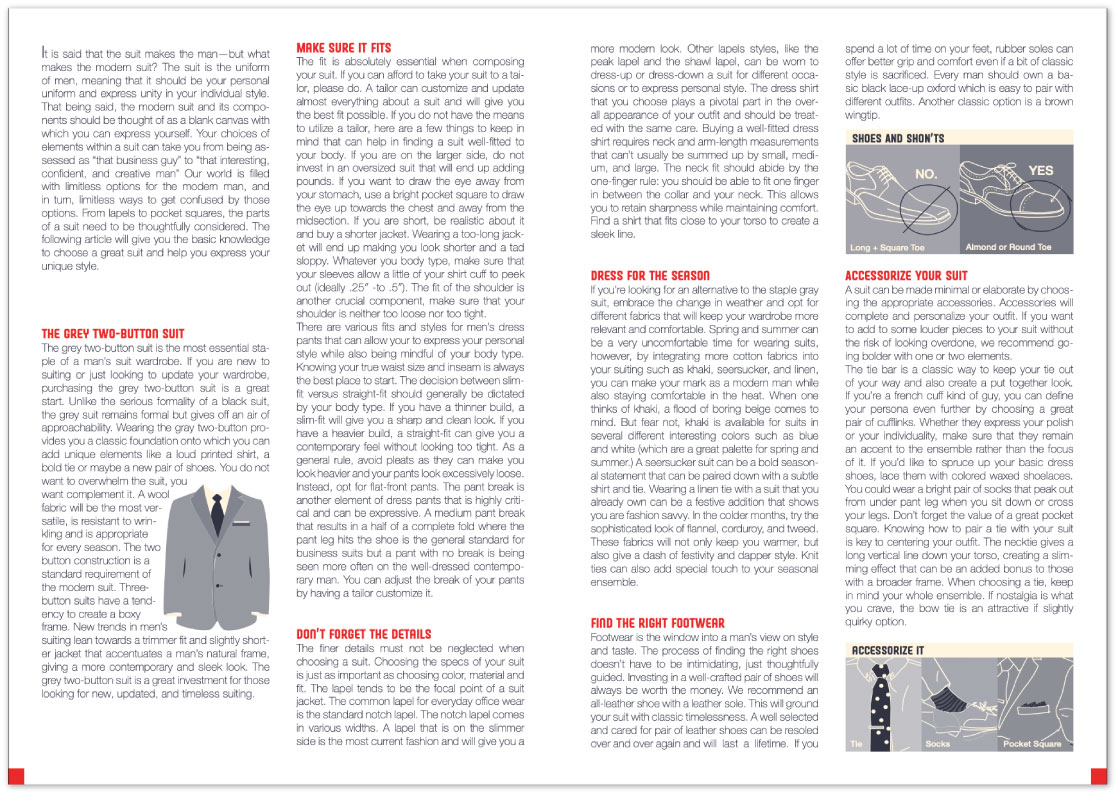 It is said that the suit makes the man—but what
makes the modern suit? The suit is the uniform
of men, meaning that it should be your personal
uniform and express unity in your individual style.
That being said, the modern suit and its compo-
nents should be thought of as a blank canvas with
which you can express yourself. Your choices of
elements within a suit can take you from being as-
sessed as “that business guy” to “that interesting,
confident, and creative man” Our world is filled
with limitless options for the modern man, and
in turn, limitless ways to get confused by those
options. From lapels to pocket squares, the parts
of a suit need to be thoughtfully considered. The
following article will give you the basic knowledge
to choose a great suit and help you express your
unique style.
THE GREY TWO-BUTTON SUIT
The grey two-button suit is the most essential sta-
ple of a man’s suit wardrobe. If you are new to
suiting or just looking to update your wardrobe,
purchasing the grey two-button suit is a great
start. Unlike the serious formality of a black suit,
the grey suit remains formal but gives off an air of
approachability. Wearing the gray two-button pro-
vides you a classic foundation onto which you can
add unique elements like a loud printed shirt, a
bold tie or maybe a new pair of shoes. You do not
want to overwhelm the suit, you
want complement it. A wool
fabric will be the most ver-
satile, is resistant to wrin-
kling and is appropriate
for every season. The two
button construction is a
standard requirement of
the modern suit. Three-
button suits have a tend-
ency to create a boxy
frame. New trends in men’s
suiting lean towards a trimmer fit and slightly short-
er jacket that accentuates a man’s natural frame,
giving a more contemporary and sleek look. The
grey two-button suit is a great investment for those
looking for new, updated, and timeless suiting.
MAKE SURE IT FITS
The fit is absolutely essential when composing
your suit. If you can afford to take your suit to a tai-
lor, please do. A tailor can customize and update
almost everything about a suit and will give you
the best fit possible. If you do not have the means
to utilize a tailor, here are a few things to keep in
mind that can help in finding a suit well-fitted to
your body. If you are on the larger side, do not
invest in an oversized suit that will end up adding
pounds. If you want to draw the eye away from
your stomach, use a bright pocket square to draw
the eye up towards the chest and away from the
midsection. If you are short, be realistic about it
and buy a shorter jacket. Wearing a too-long jack-
et will end up making you look shorter and a tad
sloppy. Whatever you body type, make sure that
your sleeves allow a little of your shirt cuff to peek
out (ideally .25″ -to .5″). The fit of the shoulder is
another crucial component, make sure that your
shoulder is neither too loose nor too tight.
There are various fits and styles for men’s dress
pants that can allow your to express your personal
style while also being mindful of your body type.
Knowing your true waist size and inseam is always
the best place to start. The decision between slim-
fit versus straight-fit should generally be dictated
by your body type. If you have a thinner build, a
slim-fit will give you a sharp and clean look. If you
have a heavier build, a straight-fit can give you a
contemporary feel without looking too tight. As a
general rule, avoid pleats as they can make you
look heavier and your pants look excessively loose.
Instead, opt for flat-front pants. The pant break is
another element of dress pants that is highly criti-
cal and can be expressive. A medium pant break
that results in a half of a complete fold where the
pant leg hits the shoe is the general standard for
business suits but a pant with no break is being
seen more often on the well-dressed contempo-
rary man. You can adjust the break of your pants
by having a tailor customize it.
DON’T FORGET THE DETAILS
The finer details must not be neglected when
choosing a suit. Choosing the specs of your suit
is just as important as choosing color, material and
fit. The lapel tends to be the focal point of a suit
jacket. The common lapel for everyday office wear
is the standard notch lapel. The notch lapel comes
in various widths. A lapel that is on the slimmer
side is the most current fashion and will give you a
more modern look. Other lapels styles, like the
peak lapel and the shawl lapel, can be worn to
dress-up or dress-down a suit for different occa-
sions or to express personal style. The dress shirt
that you choose plays a pivotal part in the over-
all appearance of your outfit and should be treat-
ed with the same care. Buying a well-fitted dress
shirt requires neck and arm-length measurements
that can’t usually be summed up by small, medi-
um, and large. The neck fit should abide by the
one-finger rule: you should be able to fit one finger
in between the collar and your neck. This allows
you to retain sharpness while maintaining comfort.
Find a shirt that fits close to your torso to create a
sleek line.
DRESS FOR THE SEASON
If you’re looking for an alternative to the staple gray
suit, embrace the change in weather and opt for
different fabrics that will keep your wardrobe more
relevant and comfortable. Spring and summer can
be a very uncomfortable time for wearing suits,
however, by integrating more cotton fabrics into
your suiting such as khaki, seersucker, and linen,
you can make your mark as a modern man while
also staying comfortable in the heat. When one
thinks of khaki, a flood of boring beige comes to
mind. But fear not, khaki is available for suits in
several different interesting colors such as blue
and white (which are a great palette for spring and
summer.) A seersucker suit can be a bold season-
al statement that can be paired down with a subtle
shirt and tie. Wearing a linen tie with a suit that you
already own can be a festive addition that shows
you are fashion savvy. In the colder months, try the
sophisticated look of flannel, corduroy, and tweed.
These fabrics will not only keep you warmer, but
also give a dash of festivity and dapper style. Knit
ties can also add special touch to your seasonal
ensemble.
FIND THE RIGHT FOOTWEAR
Footwear is the window into a man’s view on style
and taste. The process of finding the right shoes
doesn’t have to be intimidating, just thoughtfully
guided. Investing in a well-crafted pair of shoes will
always be worth the money. We recommend an
all-leather shoe with a leather sole. This will ground
your suit with classic timelessness. A well selected
and cared for pair of leather shoes can be resoled
over and over again and will last a lifetime. If you
spend a lot of time on your feet, rubber soles can
offer better grip and comfort even if a bit of classic
style is sacrificed. Every man should own a ba-
sic black lace-up oxford which is easy to pair with
different outfits. Another classic option is a brown
wingtip.
SHOES AND SHON’TS
NO.
YES
Long + Square Toe
Almond or Round Toe
ACCESSORIZE YOUR SUIT
A suit can be made minimal or elaborate by choos-
ing the appropriate accessories. Accessories will
complete and personalize your outfit. If you want
to add to some louder pieces to your suit without
the risk of looking overdone, we recommend go-
ing bolder with one or two elements.
The tie bar is a classic way to keep your tie out
of your way and also create a put together look.
If you’re a french cuff kind of guy, you can define
your persona even further by choosing a great
pair of cufflinks. Whether they express your polish
or your individuality, make sure that they remain
an accent to the ensemble rather than the focus
of it. If you’d like to spruce up your basic dress
shoes, lace them with colored waxed shoelaces.
You could wear a bright pair of socks that peak out
from under pant leg when you sit down or cross
your legs. Don’t forget the value of a great pocket
square. Knowing how to pair a tie with your suit
is key to centering your outfit. The necktie gives a
long vertical line down your torso, creating a slim-
ming effect that can be an added bonus to those
with a broader frame. When choosing a tie, keep
in mind your whole ensemble. If nostalgia is what
you crave, the bow tie is an attractive if slightly
quirky option.
ACCESSORIZE IT
Tie
Socks
Pocket Square